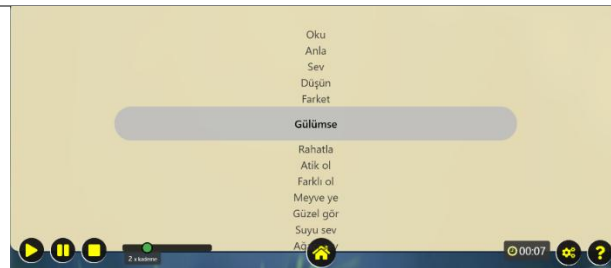 Oku
Anla
Sev
Düşün
Farket
Gülümse
Rahatla
Atik ol
Farklı ol
Meyve ye
Güzel gör
Suyu sev
2 x kademe
00:07
?